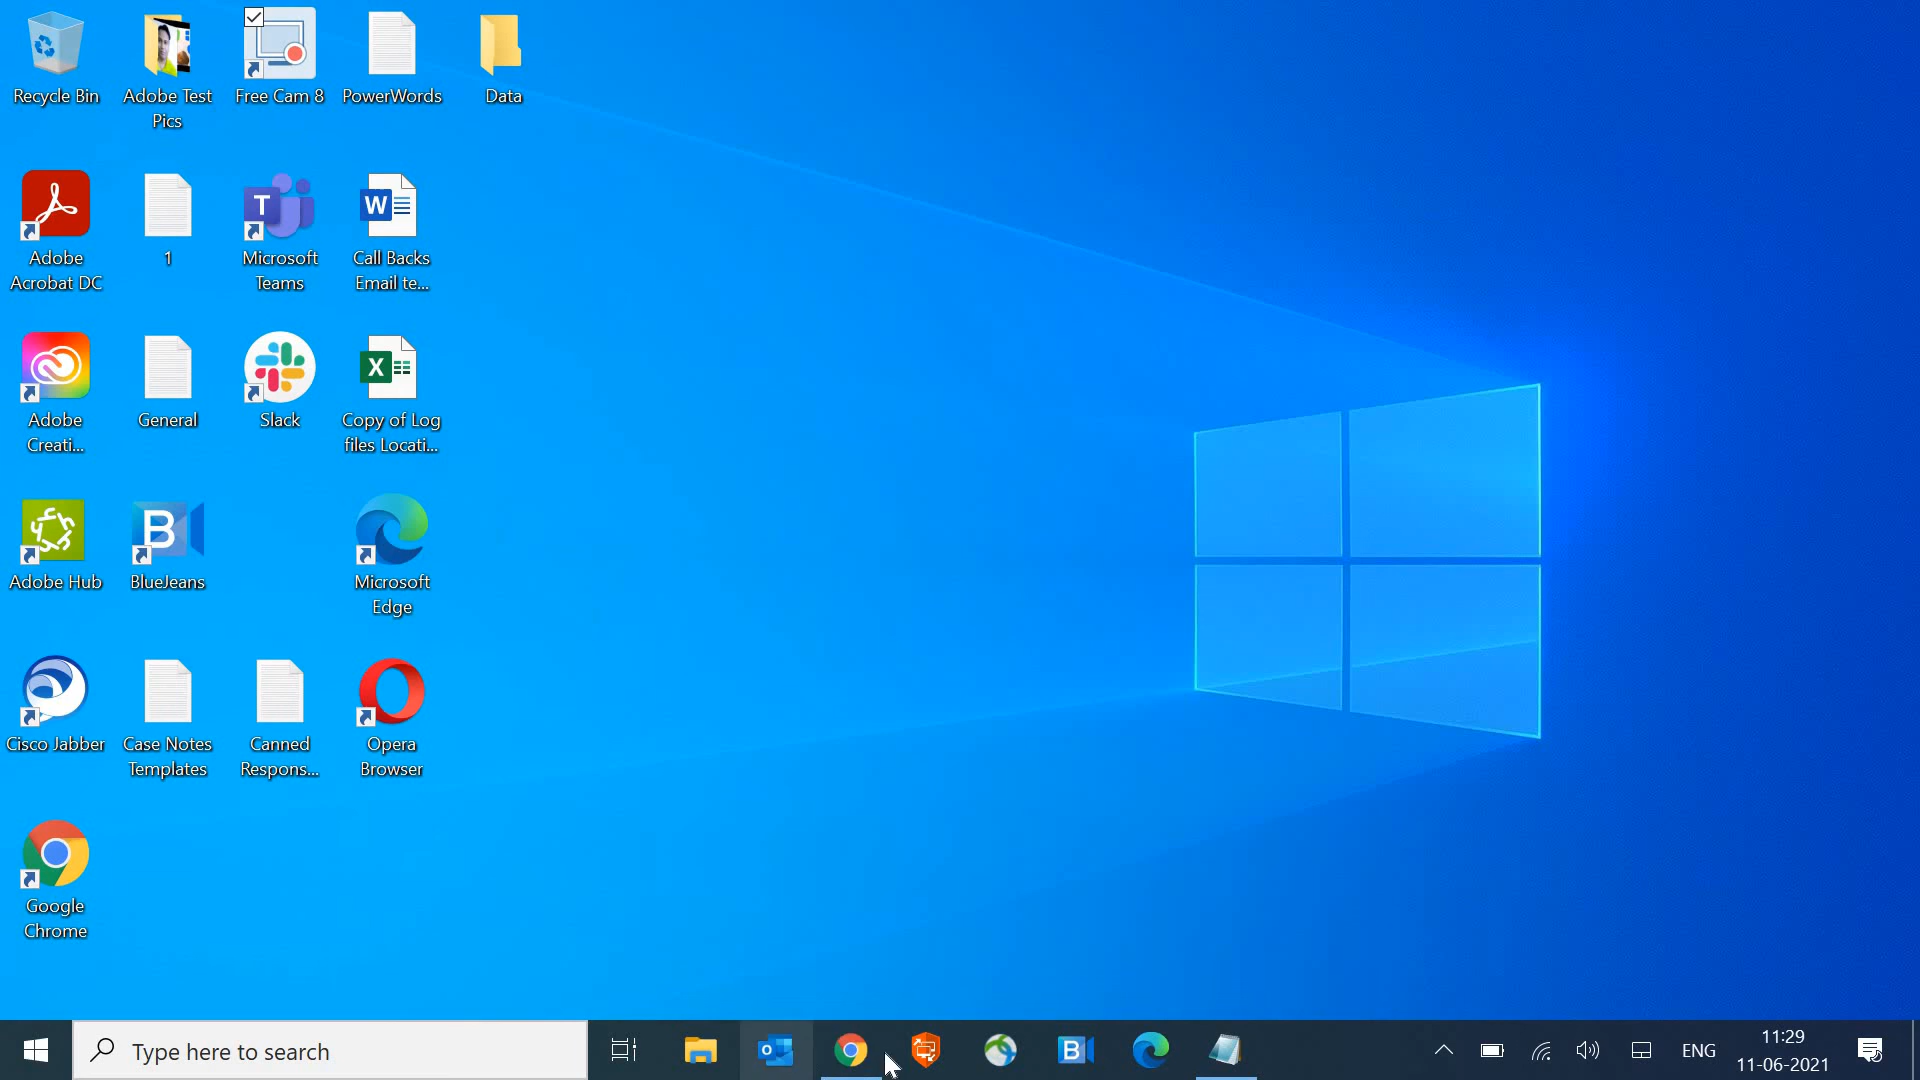 Recycle Bin
Adobe Test
Pics
Free Cam 8
PowerWords
Data
Adobe
Acrobat DC
1
T
Microsoft
Teams
W
Call Backs
Email te...
Adobe
Creati...
General
Slack
X
Copy of Log
files Locati...
Adobe Hub
B
BlueJeans
Microsoft
Edge
Cisco Jabber
Case Notes
Templates
Canned
Respons...
Opera
Browser
Google
Chrome
Type here to search
o
B
ENG
11:29
11-06-2021